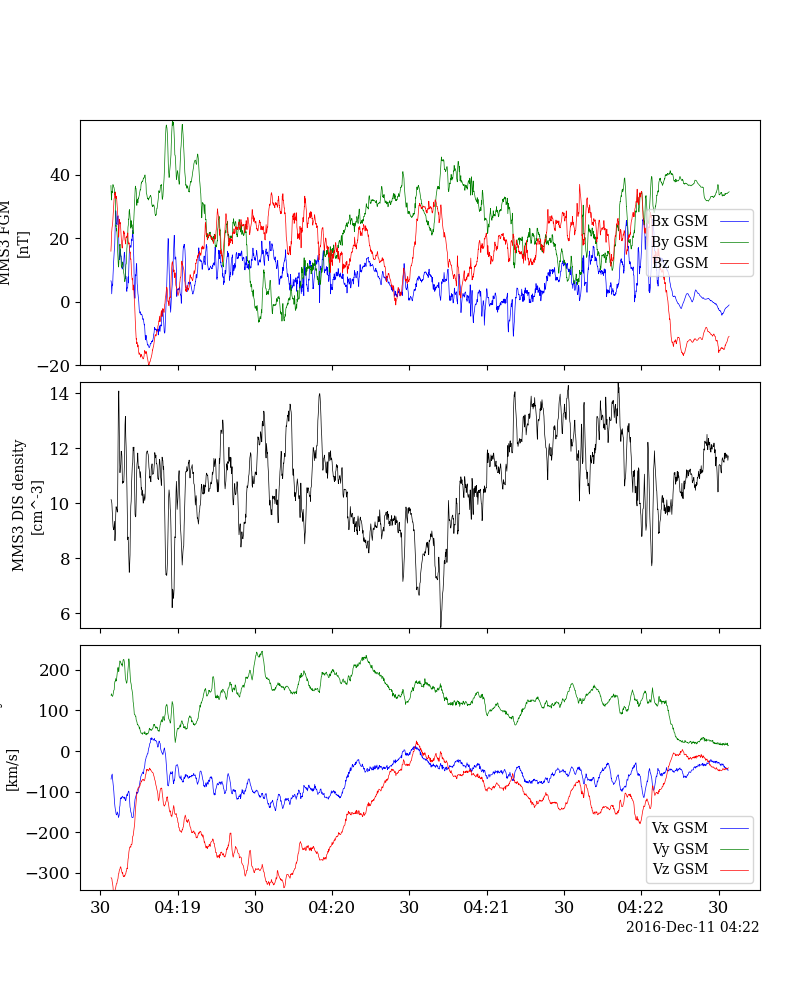 MMS3 FGM
[nT]
40
20
0
−20
Bx GSM
By GSM
Bz GSM
MMS3 DIS density
[cm^-3]
14
12
10
8
6
[km/s]
200
100
0
−100
−200
−300
Vx GSM
Vy GSM
Vz GSM
30 04:19 30 04:20 30 04:21 30 04:22 30
2016-Dec-11 04:22